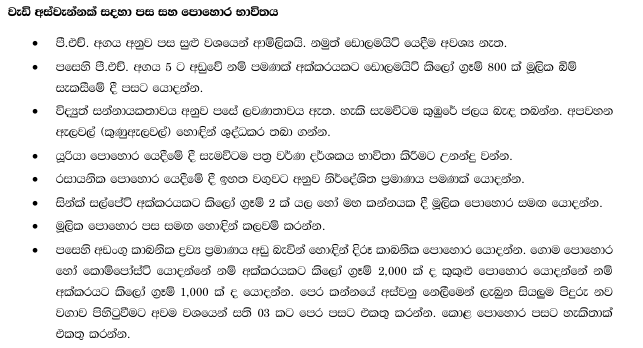 වැඩි අස්වැන්නක් සඳහා පස සහ පොහොර භාවිතය
• පී.එච්. අගය අනුව පස සුළු වශයෙන් ආම්ලිකයි. නමුත් ඩොලමයිට් යෙදීම අවශ්‍ය නැත.
• පසෙහි පී.එච්. අගය 5 ට අඩුවේ නම් පමණක් අක්කරයකට ඩොලමයිට් කිලෝ ග්‍රෑම් 800 ක් මූලික බිම්
සැකසීමේ දී පසට යොදන්න.
• විද්‍යුත් සන්නායකතාවය අනුව පසේ ලවණතාවය ඇත. හැකි සැමවිටම කුඹුරේ ජලය බැඳ තබන්න. අපවහන
ඇලවල් (කුණුඇලවල්) හොඳින් ශුද්ධකර තබා ගන්න.
• යූරියා පොහොර යෙදීමේ දී සැමවිටම පත්‍ර වර්ණ දර්ශකය භාවිතා කිරීමට උනන්දු වන්න.
• රසායනික පොහොර යෙදීමේ දී ඉහත වගුවට අනුව නිර්දේශිත ප්‍රමාණය පමණක් යොදන්න.
• සින්ක් සල්ෆේට් අක්කරයකට කිලෝ ග්‍රෑම් 2 ක් යල හෝ මහ කන්නයක දී මූලික පොහොර සමඟ යොදන්න.
• මූලික පොහොර පස සමඟ හොඳින් කලවම් කරන්න.
• පසෙහි අඩංගු කාබනික ද්‍රව්‍ය ප්‍රමාණය අඩු බැවින් හොඳින් දිරූ කාබනික පොහොර යොදන්න. ගොම පොහොර
හෝ කොම්පෝස්ට් යොදන්නේ නම් අක්කරයකට කිලෝ ග්‍රෑම් 2,000 ක් ද කුකුළු පොහොර යොදන්නේ නම්
අක්කරයට කිලෝ ග්‍රෑම් 1,000 ක් ද යොදන්න. පෙර කන්නයේ අස්වනු නෙලීමෙන් ලැබුන සියලුම පිදුරු නව
වගාව පිහිටුවීමට අවම වශයෙන් සති 03 කට පෙර පසට එකතු කරන්න. කොළ පොහොර පසට හැකිතාක්
එකතු කරන්න.